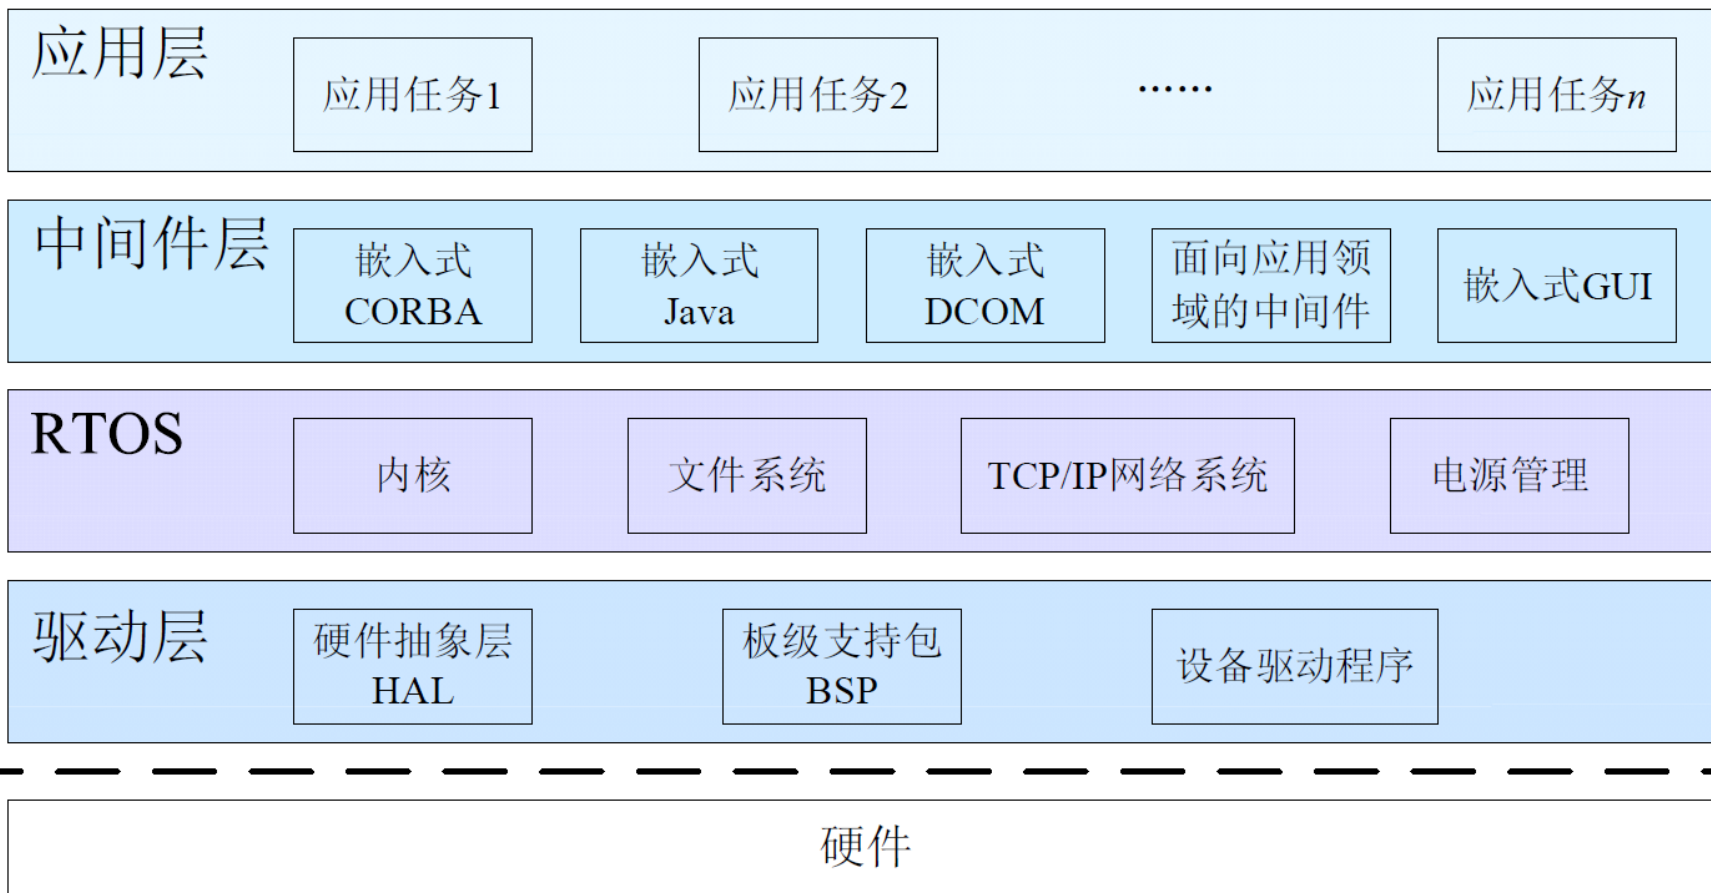 应用层
应用任务1
应用任务2
……
应用任务n
中间件层
嵌入式
CORBA
嵌入式
Java
嵌入式
DCOM
面向应用领
域的中间件
嵌入式GUI
RTOS
内核
文件系统
TCP/IP网络系统
电源管理
驱动层
硬件抽象层
HAL
板级支持包
BSP
设备驱动程序
硬件